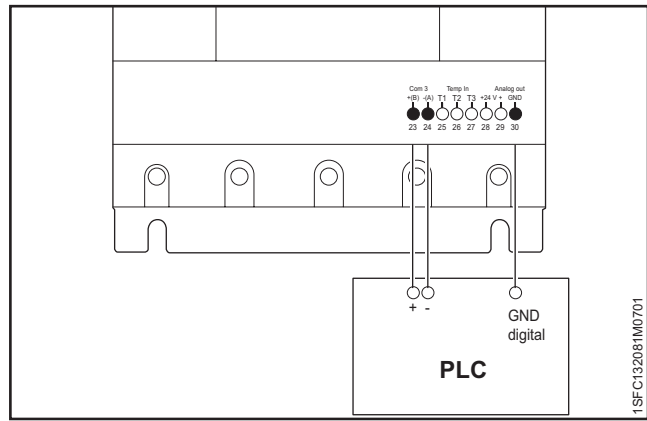 Com 3 Temp In Analog out
+(B) -(A) T1 T2 T3 +24 V + GND
23 24 25 26 27 28 29 30
+ -
GND
digital
PLC
1SFC132081M0701